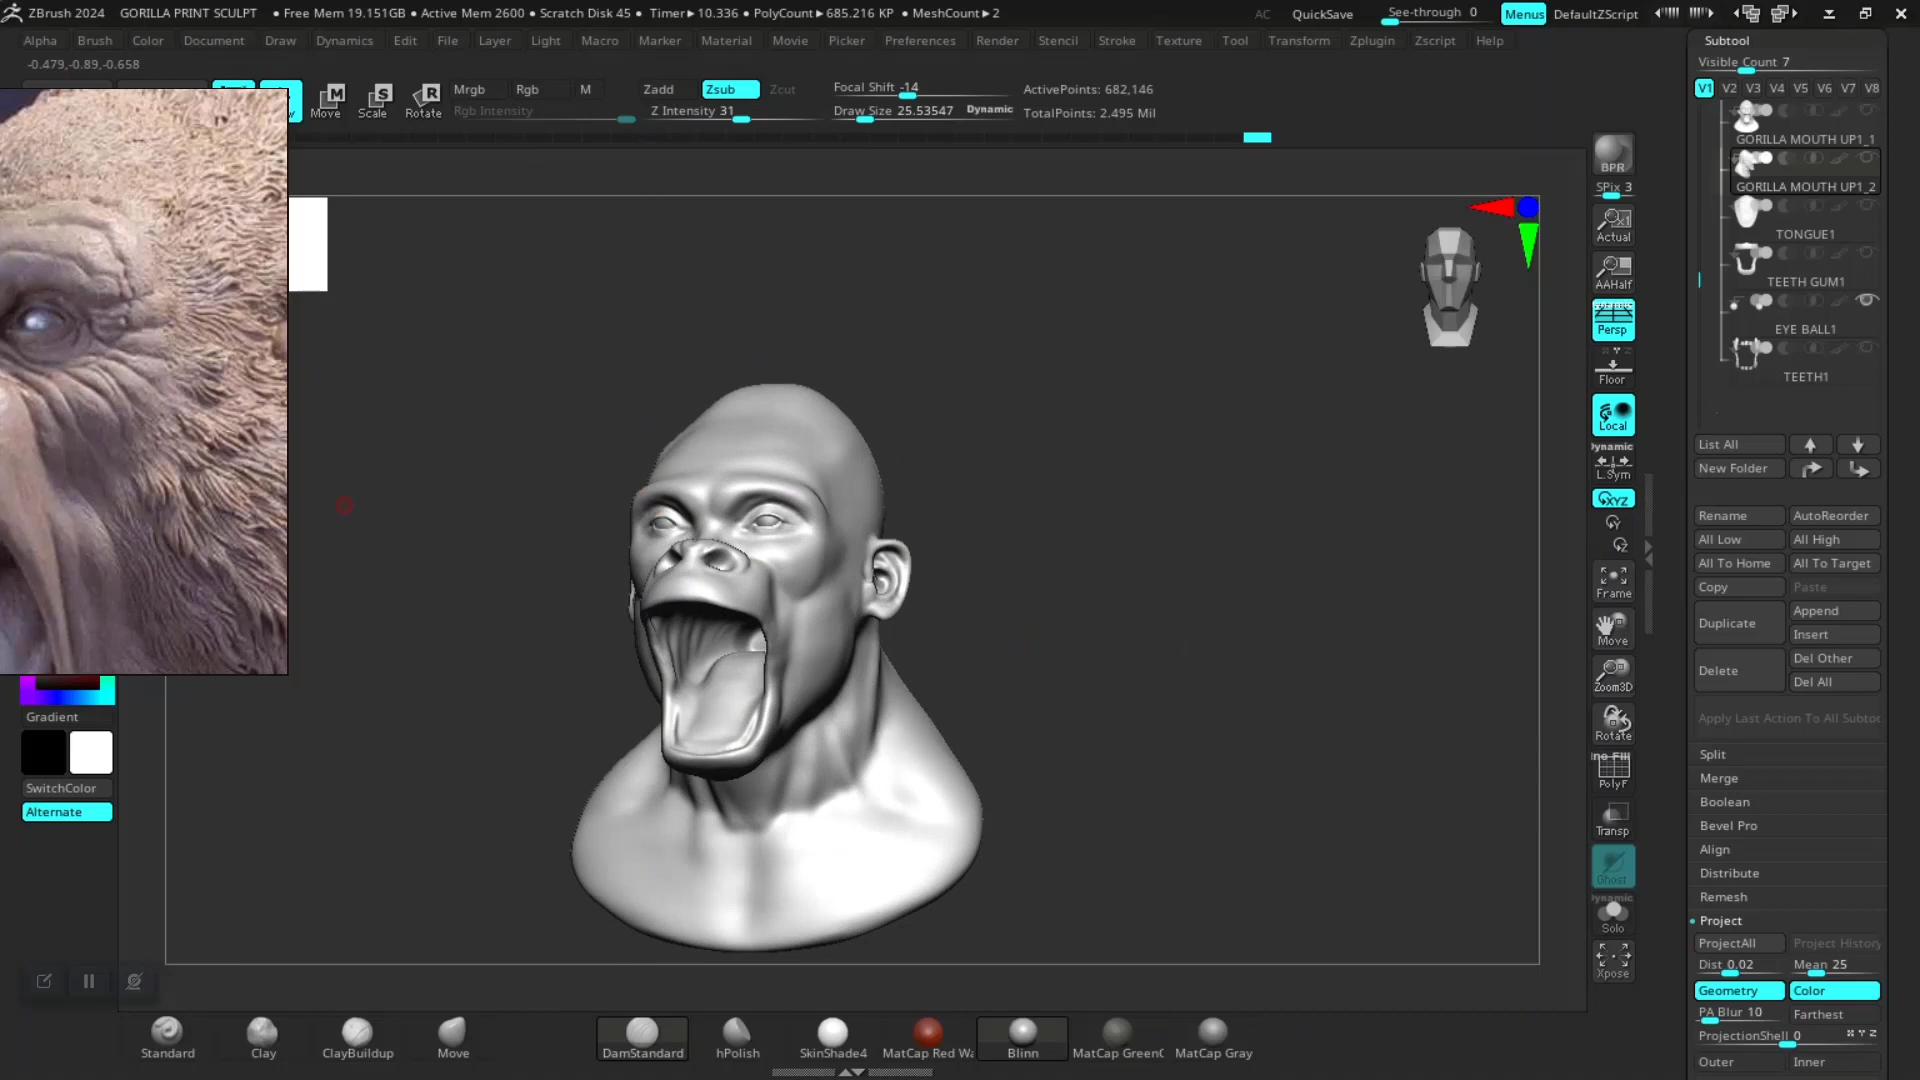 ZBrush 2024 GORILLA PRINT SCULPT ● Free Mem 19.151GB ● Active Mem 2600 ● Scratch Disk 45 ● Timer▸10.336 ● PolyCount▸685.216 KP ● MeshCount▸2 AC QuickSave See-through 0 Menus DefaultZScript
Alpha Brush Color Document Draw Dynamics Edit File Layer Light Macro Marker Material Movie Picker Preferences Render Stencil Stroke Texture Tool Transform Zplugin Zscript Help
-0.479,-0.89,-0.658
Move Scale Rotate
M S R
Mrgb Rgb M
Rgb Intensity
Zadd Zsub Zcut
Z Intensity 31
Focal Shift -14
Draw Size 25.53547 Dynamic
ActivePoints: 682,146
TotalPoints: 2.495 Mil
Gradient
SwitchColor
Alternate
BPR
SPix 3
Actual
AAHalf
Persp
Floor
Local
Dynamic
L.Sym
XYZ
Y
Z
Frame
Move
Zoom3D
Rotate
PolyF
Transp
Ghost
Dynamic
Solo
Xpose
Subtool
Visible Count 7
V1 V2 V3 V4 V5 V6 V7 V8
GORILLA MOUTH UP1_1
GORILLA MOUTH UP1_2
TONGUE1
TEETH GUM1
EYE BALL1
TEETH1
List All
New Folder
Rename AutoReorder
All Low All High
All To Home All To Target
Copy Paste
Duplicate Append
Insert
Delete Del Other
Del All
Apply Last Action To All Subtoo
Split
Merge
Boolean
Bevel Pro
Align
Distribute
Remesh
Project
ProjectAll Project History
Dist 0.02 Mean 25
Geometry Color
PA Blur 10 Farthest
ProjectionShell 0 X Y Z
Outer Inner
Standard Clay ClayBuildup Move DamStandard hPolish SkinShade4 MatCap Red Wa Blinn MatCap GreenC MatCap Gray